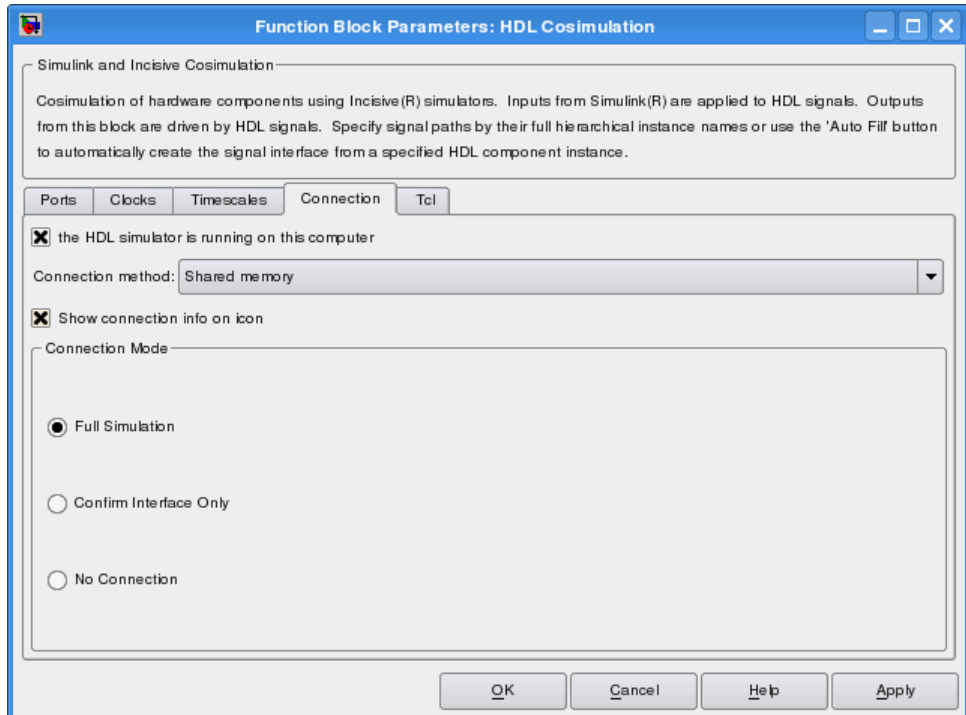 Function Block Parameters: HDL Cosimulation
Simulink and Incisive Cosimulation
Cosimulation of hardware components using Incisive(R) simulators. Inputs from Simulink(R) are applied to HDL signals. Outputs
from this block are driven by HDL signals. Specify signal paths by their full hierarchical instance names or use the 'Auto Fill' button
to automatically create the signal interface from a specified HDL component instance.
Ports Clocks Timescales Connection Tcl
the HDL simulator is running on this computer
Connection method: Shared memory
Show connection info on icon
Connection Mode
Full Simulation
Confirm Interface Only
No Connection
OK Cancel Help Apply